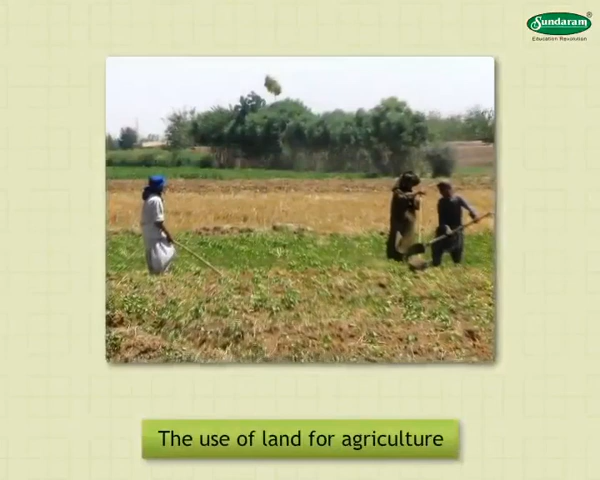 Sundaram®
Education Revolution
The use of land for agriculture